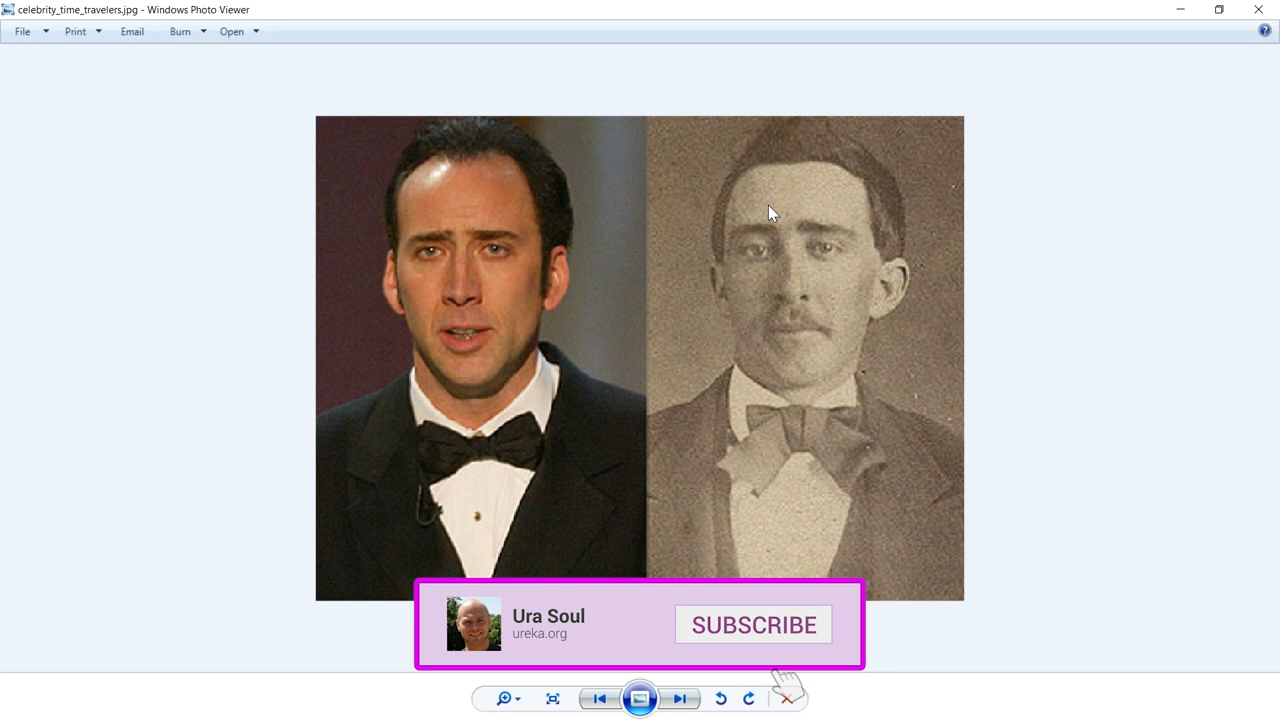 celebrity_time_travelers.jpg - Windows Photo Viewer
File Print Email Burn Open
Ura Soul
ureka.org
SUBSCRIBE